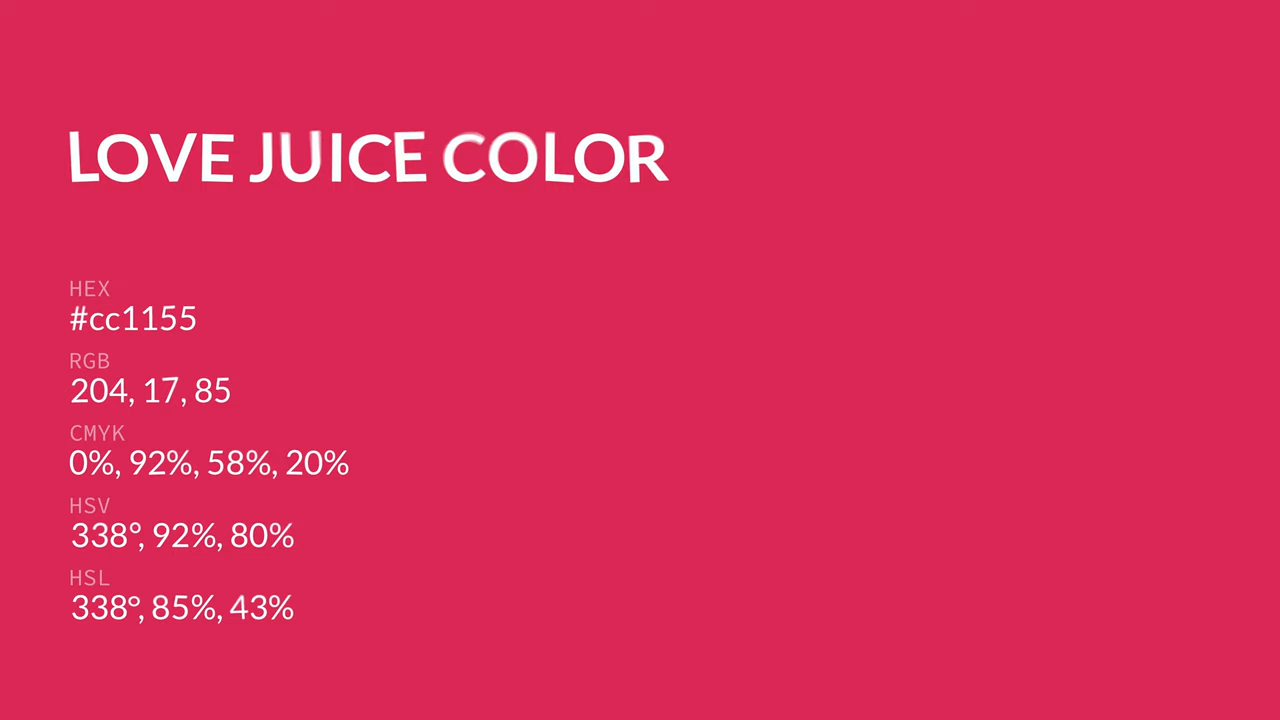 LOVE JUICE COLOR
HEX
#cc1155
RGB
204, 17, 85
CMYK
0%, 92%, 58%, 20%
HSV
338°, 92%, 80%
HSL
338°, 85%, 43%